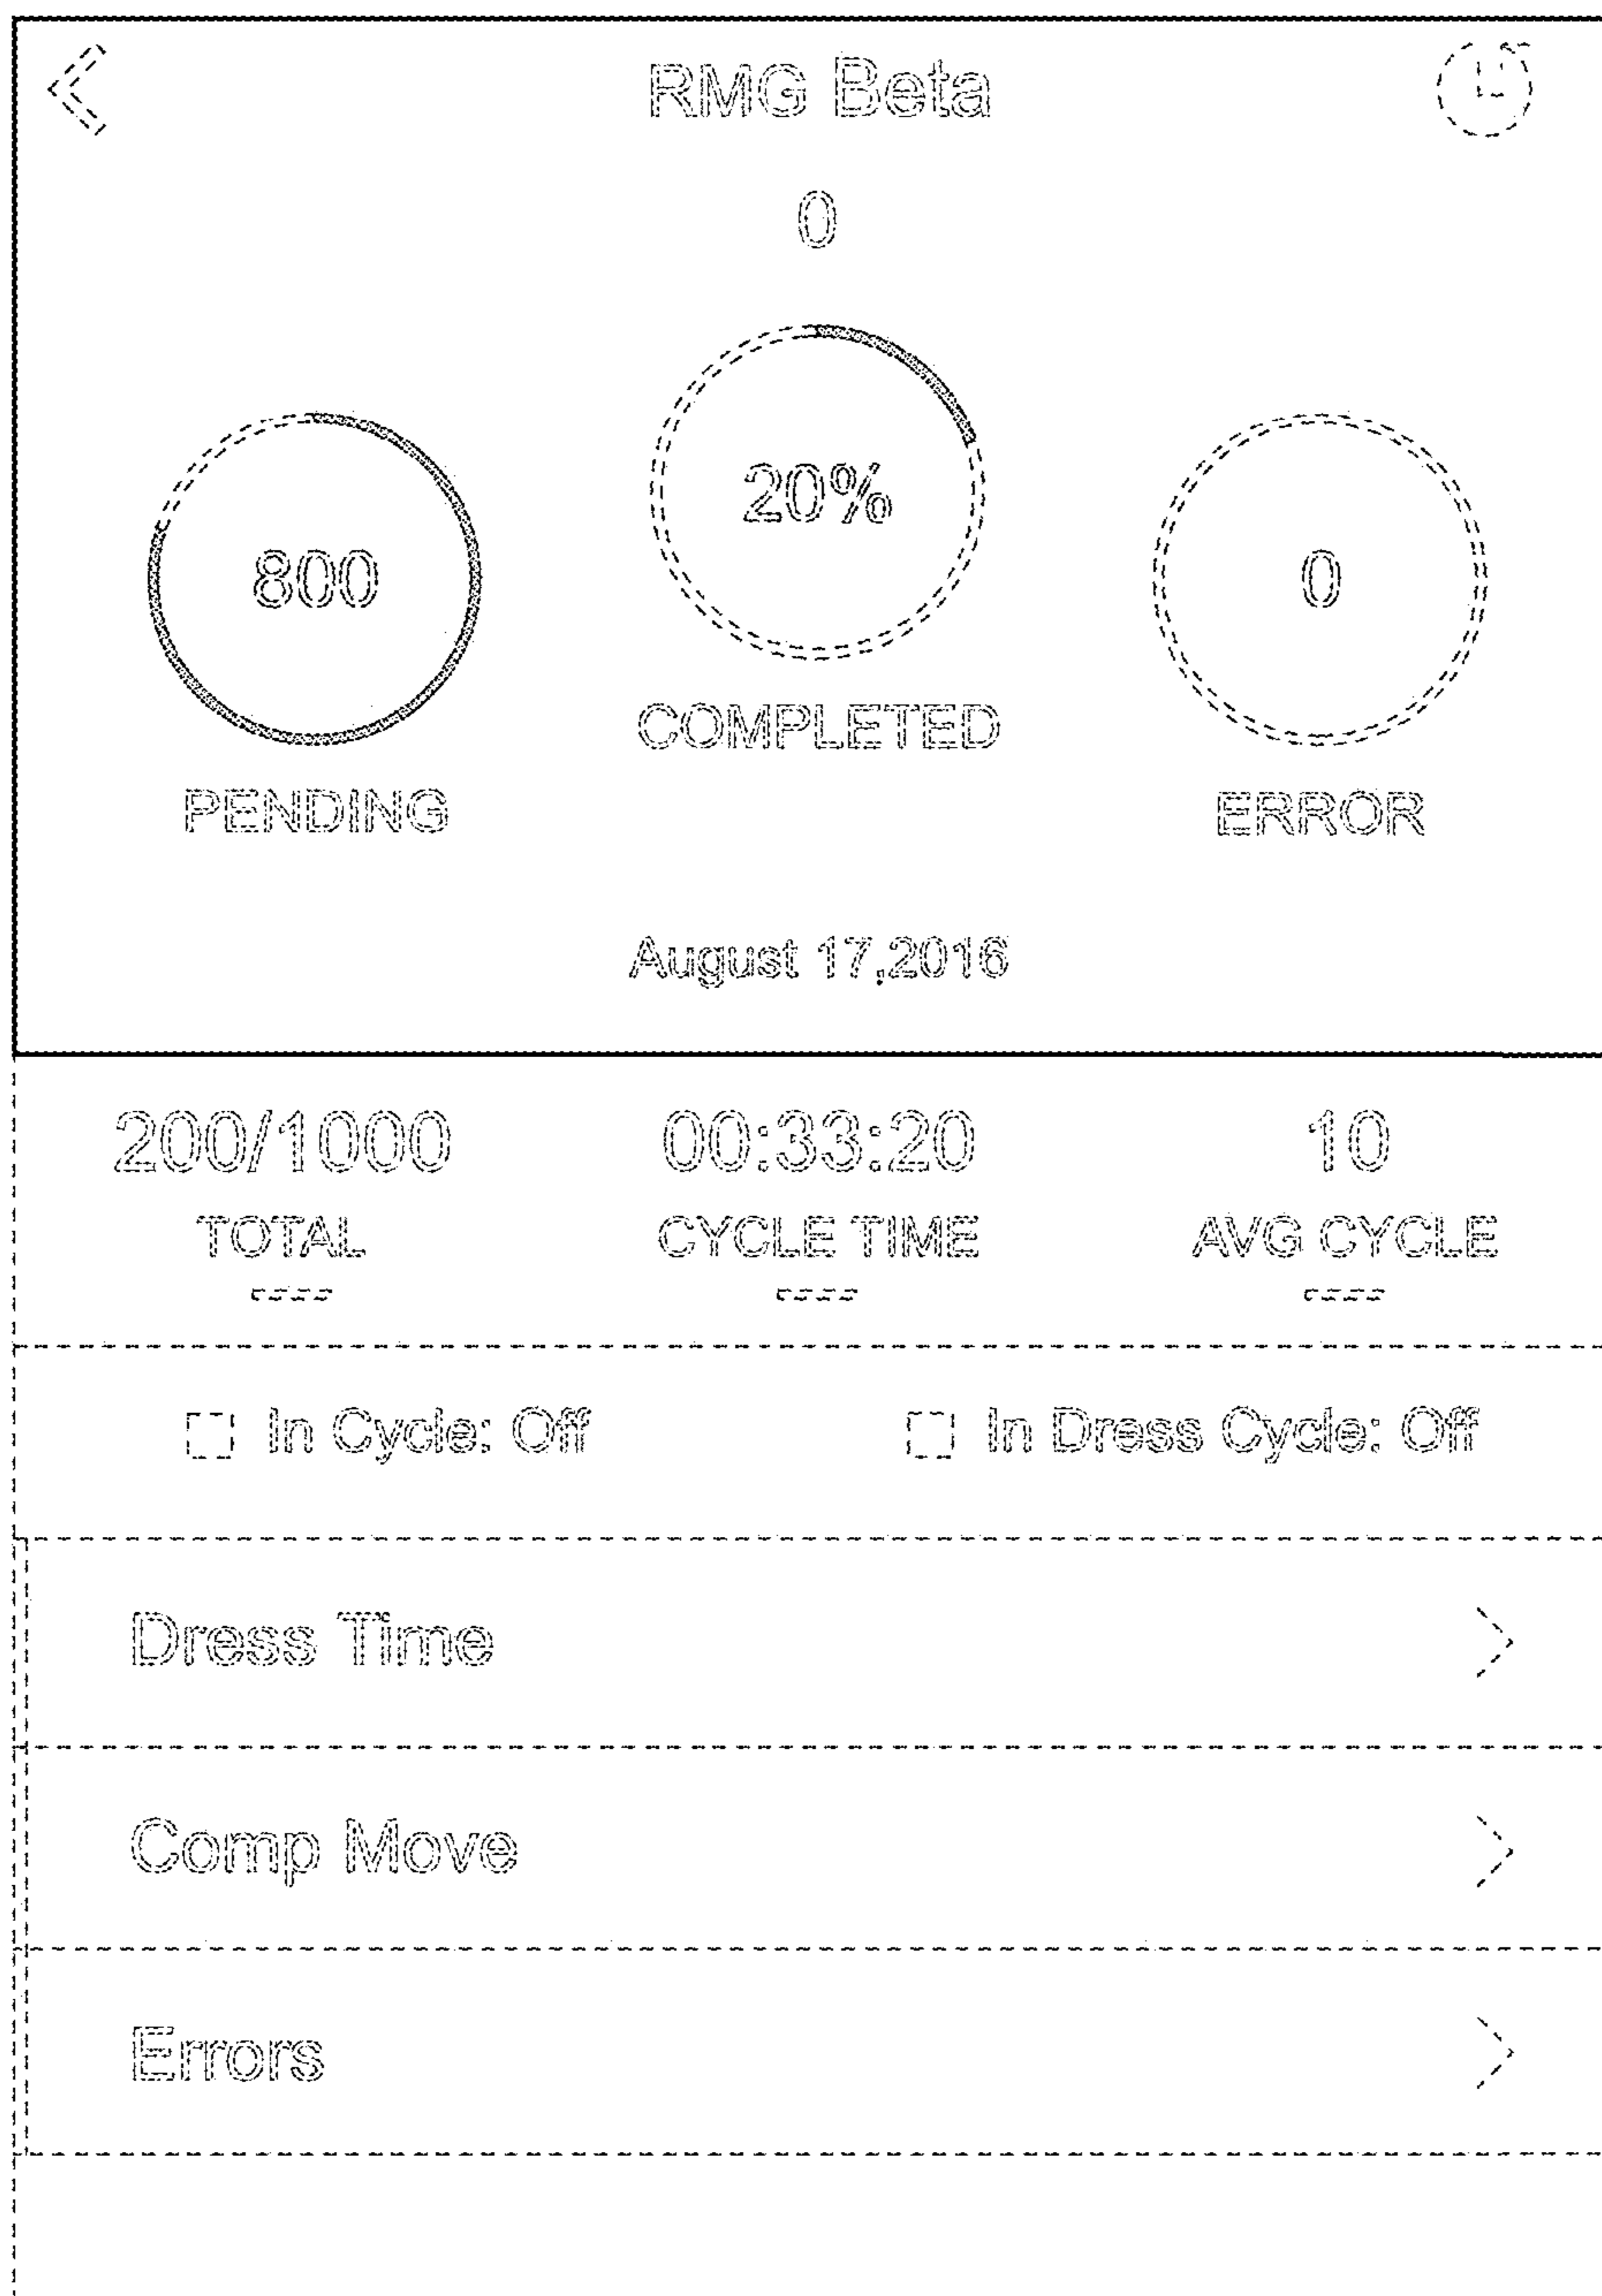 RMG Beta
0
800
20%
0
PENDING
COMPLETED
ERROR
August 17,2016
200/1000
00:33:20
10
TOTAL
CYCLE TIME
AVG CYCLE
In Cycle: Off
In Dress Cycle: Off
Dress Time
Comp Move
Errors